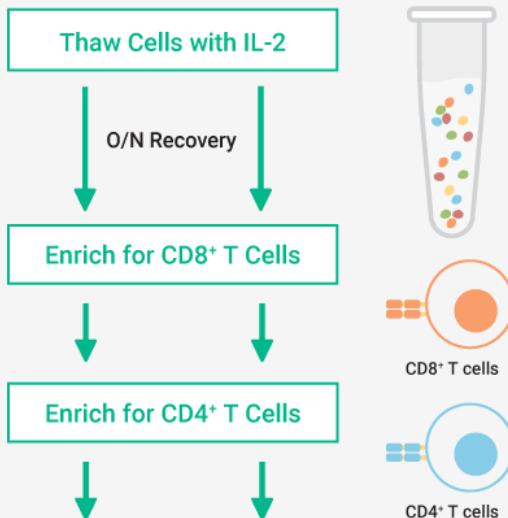 Thaw Cells with IL-2
O/N Recovery
Enrich for CD8⁺ T Cells
CD8⁺ T cells
Enrich for CD4⁺ T Cells
CD4⁺ T cells